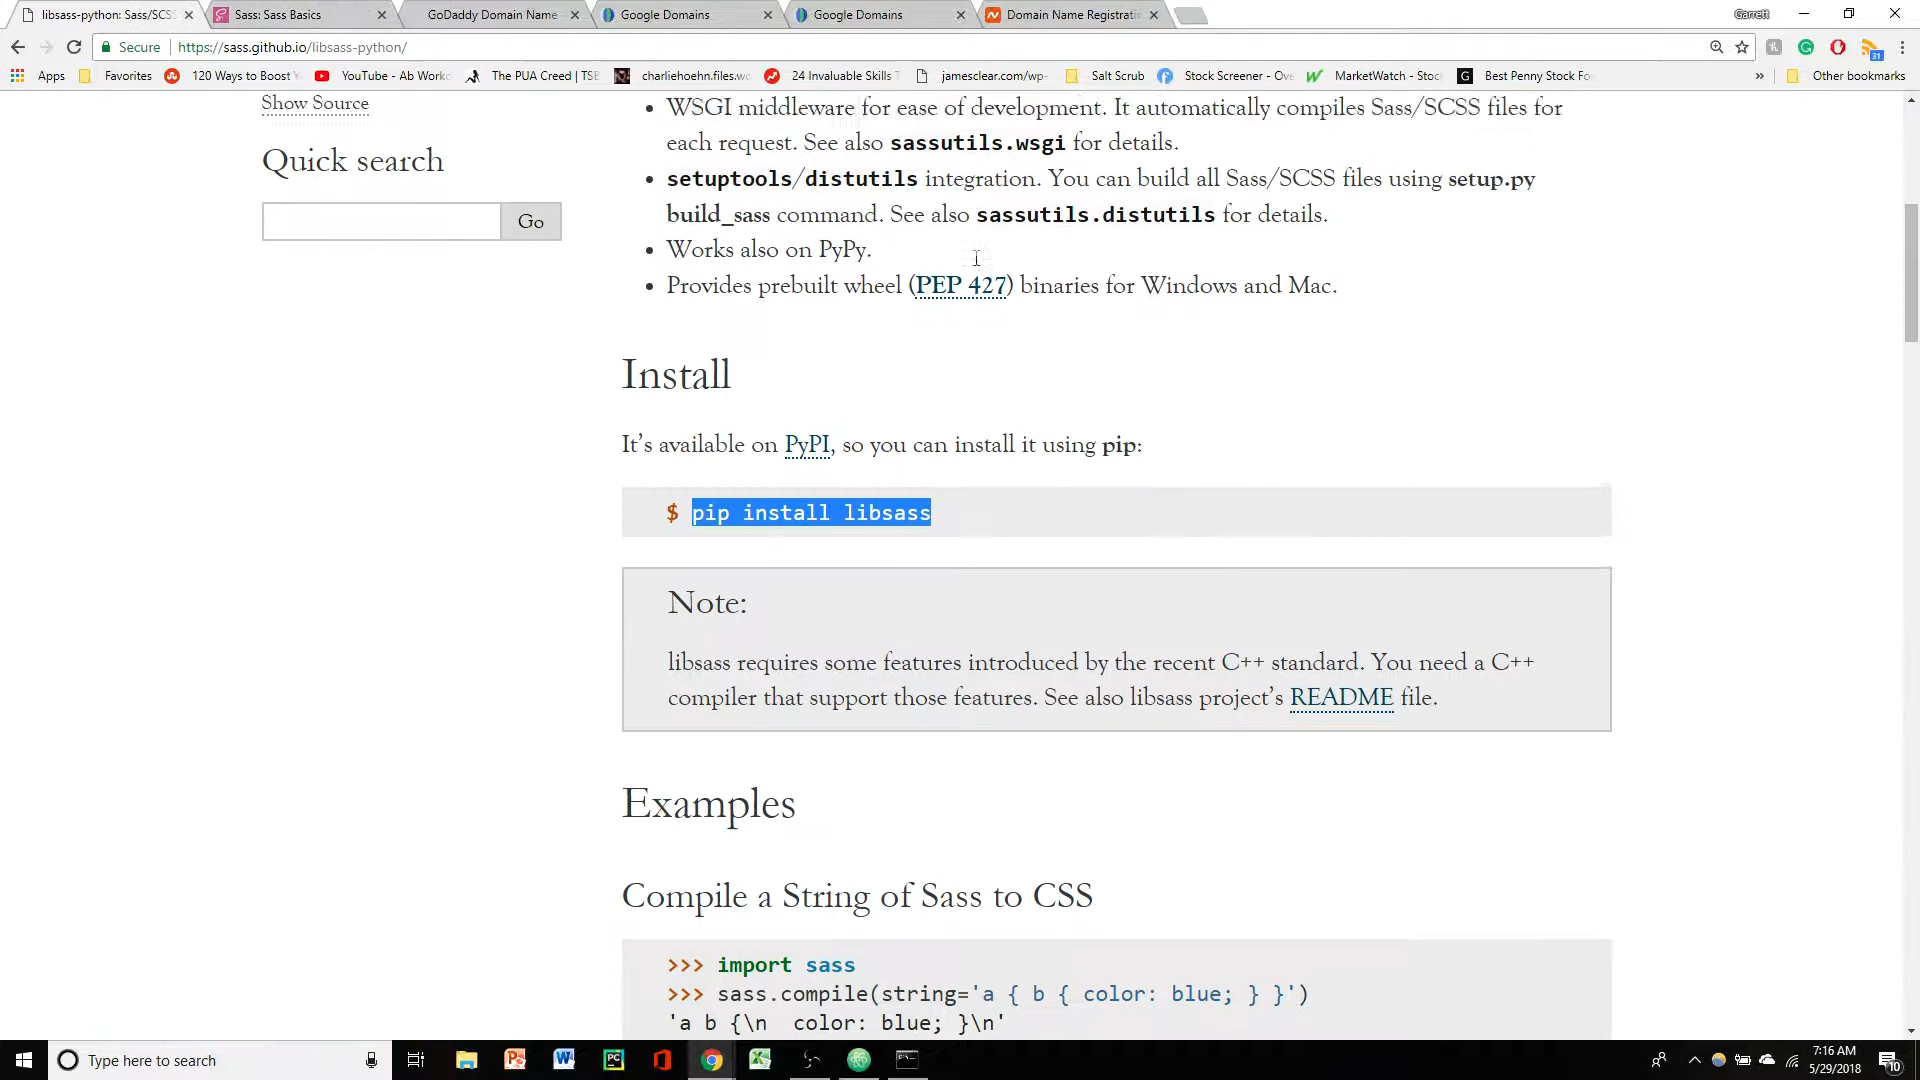 libsass-python: Sass/SCSS
Sass: Sass Basics
GoDaddy Domain Name
Google Domains
Google Domains
Domain Name Registrati
Garrett
Secure
https://sass.github.io/libsass-python/
31
Apps
Favorites
120 Ways to Boost Y
YouTube - Ab Worko
The PUA Creed | TSB
charliehoehn.files.wo
24 Invaluable Skills T
jamesclear.com/wp-
Salt Scrub
Stock Screener - Ove
MarketWatch - Stoc
Best Penny Stock Fo
»
Other bookmarks
Show Source
Quick search
Go
• WSGI middleware for ease of development. It automatically compiles Sass/SCSS files for
each request. See also sassutils.wsgi for details.
• setuptools/distutils integration. You can build all Sass/SCSS files using setup.py
build_sass command. See also sassutils.distutils for details.
• Works also on PyPy.
• Provides prebuilt wheel (PEP 427) binaries for Windows and Mac.
Install
It’s available on PyPI, so you can install it using pip:
$ pip install libsass
Note:
libsass requires some features introduced by the recent C++ standard. You need a C++
compiler that support those features. See also libsass project’s README file.
Examples
Compile a String of Sass to CSS
>>> import sass
>>> sass.compile(string='a { b { color: blue; } }')
'a b {\n  color: blue; }\n'
Type here to search
7:16 AM
5/29/2018
10